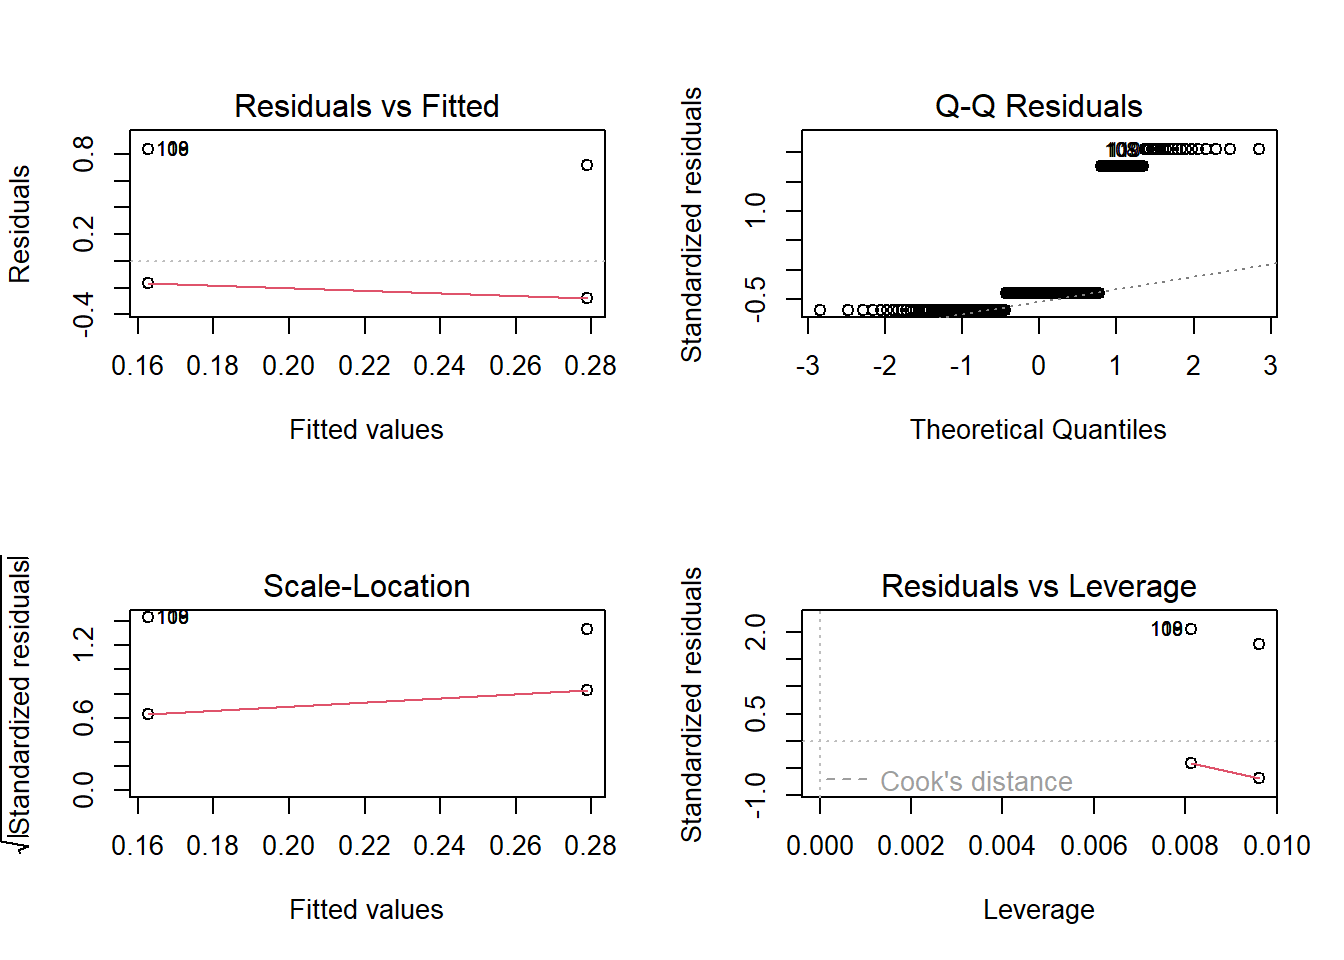 Residuals vs Fitted
Residuals
0.8
0.2
-0.4
0.16 0.18 0.20 0.22 0.24 0.26 0.28
Fitted values
Q-Q Residuals
Standardized residuals
1.0
-0.5
-3 -2 -1 0 1 2 3
Theoretical Quantiles
Scale-Location
√|Standardized residuals|
1.2
0.6
0.0
0.16 0.18 0.20 0.22 0.24 0.26 0.28
Fitted values
Residuals vs Leverage
Standardized residuals
2.0
0.5
-1.0
Cook's distance
0.000 0.002 0.004 0.006 0.008 0.010
Leverage